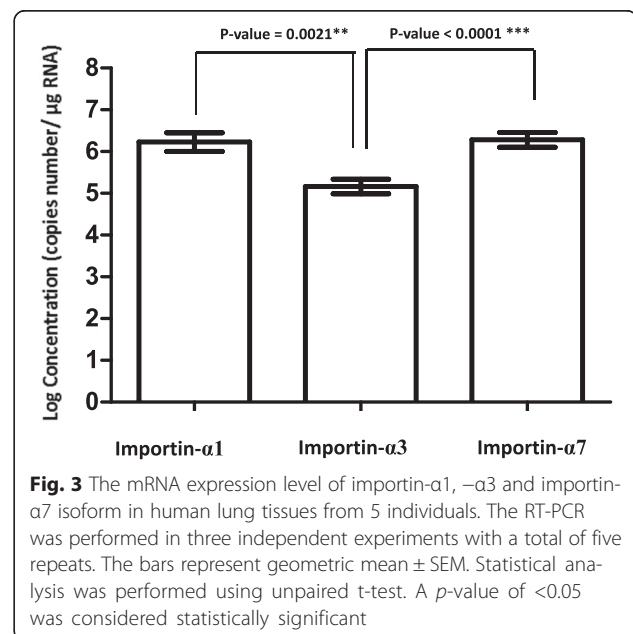 P-value = 0.0021** P-value < 0.0001 ***
Log Concentration (copies number/ µg RNA)
8
7
6
5
4
3
2
1
0
Importin-α1 Importin-α3 Importin-α7
Fig. 3 The mRNA expression level of importin-α1, −α3 and importin-
α7 isoform in human lung tissues from 5 individuals. The RT-PCR
was performed in three independent experiments with a total of five
repeats. The bars represent geometric mean ± SEM. Statistical ana-
lysis was performed using unpaired t-test. A p-value of <0.05
was considered statistically significant